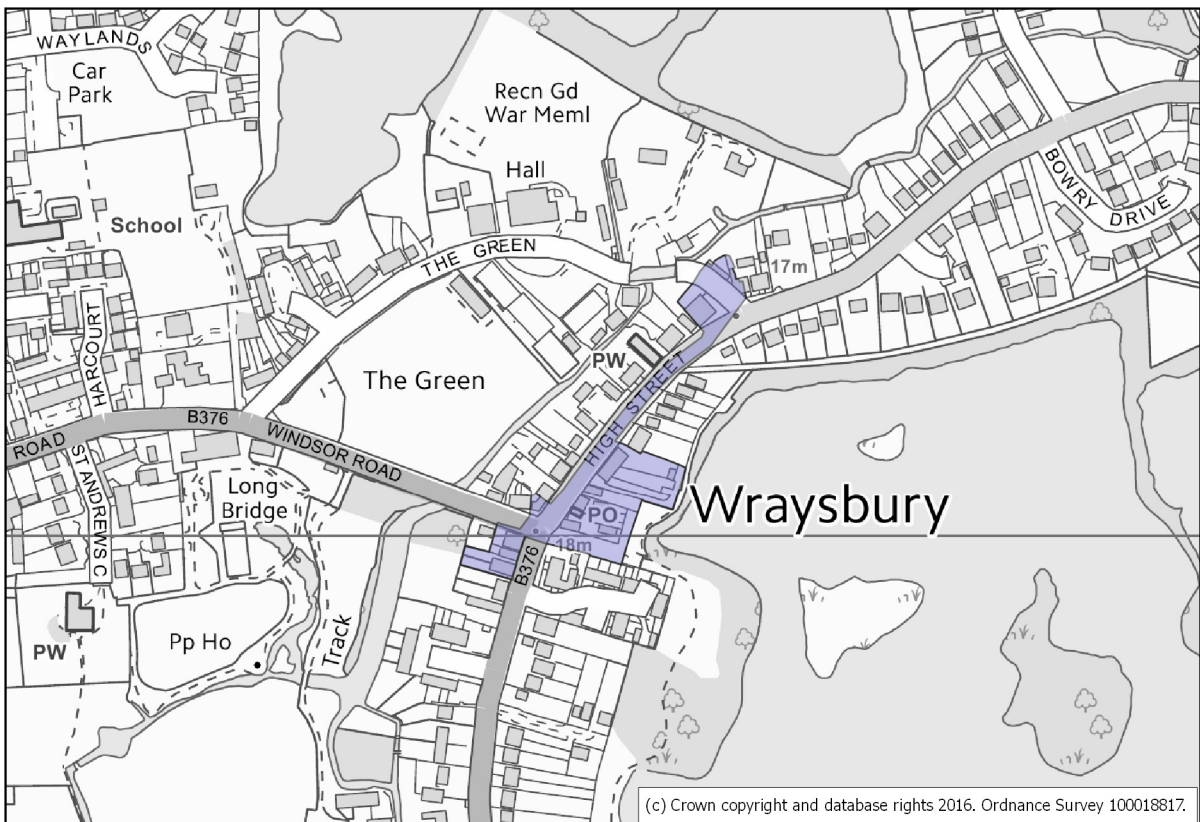 WAYLANDS
Car
Park
Recn Gd
War Meml
Hall
School
THE GREEN
17m
BOWRY DRIVE
HARCOURT
PW
The Green
HIGH STREET
B376
WINDSOR ROAD
ROAD
ST ANDREWS C
Long
Bridge
Wraysbury
PO
18m
B376
PW
Pp Ho
Track
(c) Crown copyright and database rights 2016. Ordnance Survey 100018817.